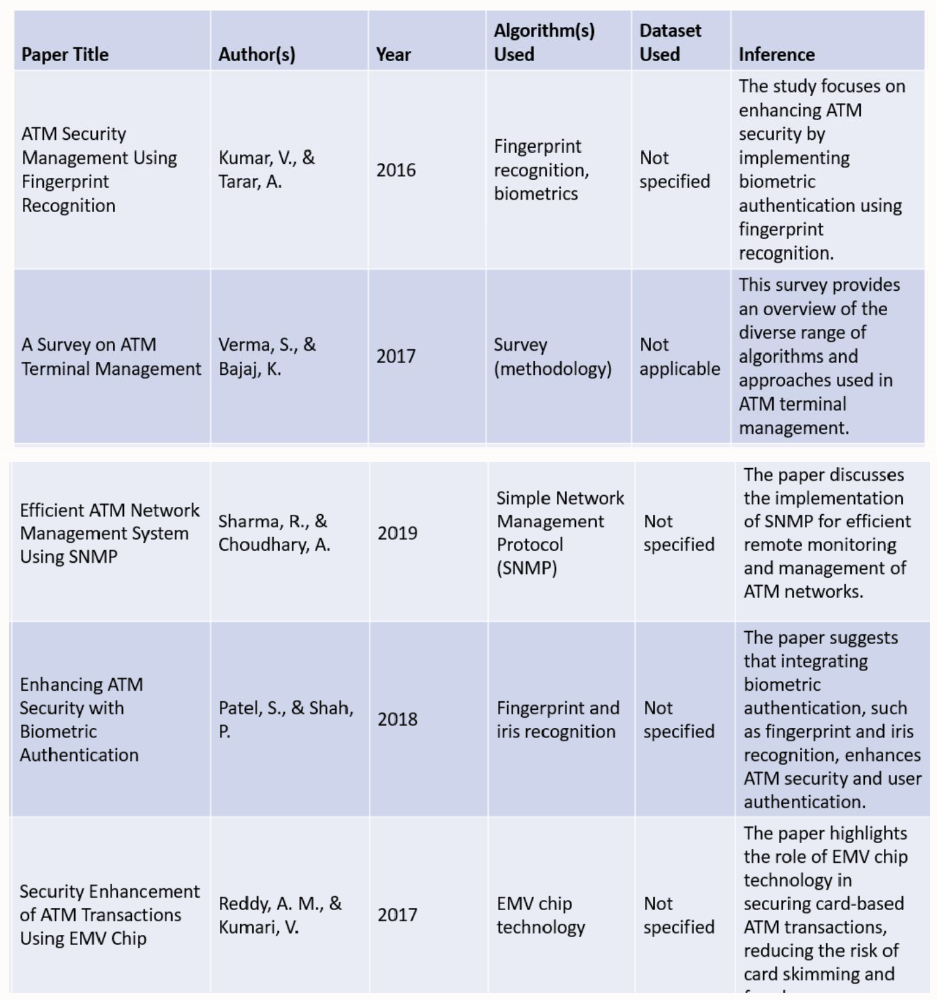 Paper Title
Author(s)
Year
Algorithm(s)
Used
Dataset
Used
Inference
ATM Security
Management Using
Fingerprint
Recognition
Kumar, V., &
Tarar, A.
2016
Fingerprint
recognition,
biometrics
Not
specified
The study focuses on
enhancing ATM
security by
implementing
biometric
authentication using
fingerprint
recognition.
A Survey on ATM
Terminal Management
Verma, S., &
Bajaj, K.
2017
Survey
(methodology)
Not
applicable
This survey provides
an overview of the
diverse range of
algorithms and
approaches used in
ATM terminal
management.
Efficient ATM Network
Management System
Using SNMP
Sharma, R., &
Choudhary, A.
2019
Simple Network
Management
Protocol
(SNMP)
Not
specified
The paper discusses
the implementation
of SNMP for efficient
remote monitoring
and management of
ATM networks.
Enhancing ATM
Security with
Biometric
Authentication
Patel, S., & Shah,
P.
2018
Fingerprint and
iris recognition
Not
specified
The paper suggests
that integrating
biometric
authentication, such
as fingerprint and iris
recognition, enhances
ATM security and user
authentication.
Security Enhancement
of ATM Transactions
Using EMV Chip
Reddy, A. M., &
Kumari, V.
2017
EMV chip
technology
Not
specified
The paper highlights
the role of EMV chip
technology in
securing card-based
ATM transactions,
reducing the risk of
card skimming and